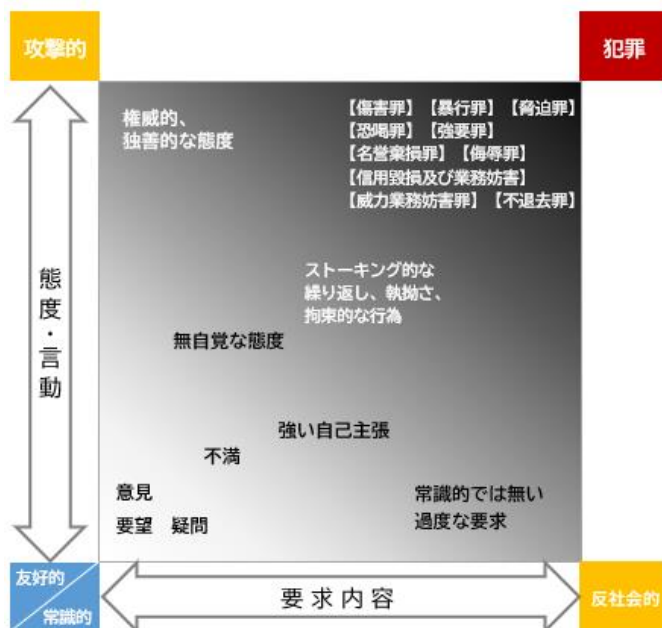 攻撃的
犯罪
権威的、
独善的な態度
【傷害罪】【暴行罪】【脅迫罪】
【恐喝罪】【強要罪】
【名営棄損罪】【侮辱罪】
【信用毀損及び業務妨害】
【威力業務妨害罪】【不退去罪】
態度・言動
ストーキング的な
繰り返し、執拗さ、
拘束的な行為
無自覚な態度
強い自己主張
不満
意見
要望 疑問
常識的では無い
過度な要求
友好的
常識的
要求内容
反社会的